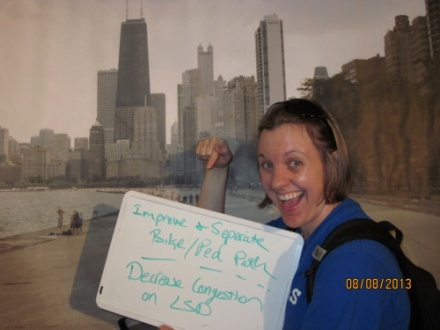 Improve & Separate
Bike/Ped Path
Decrease Congestion
on LSD
S
08/08/2013